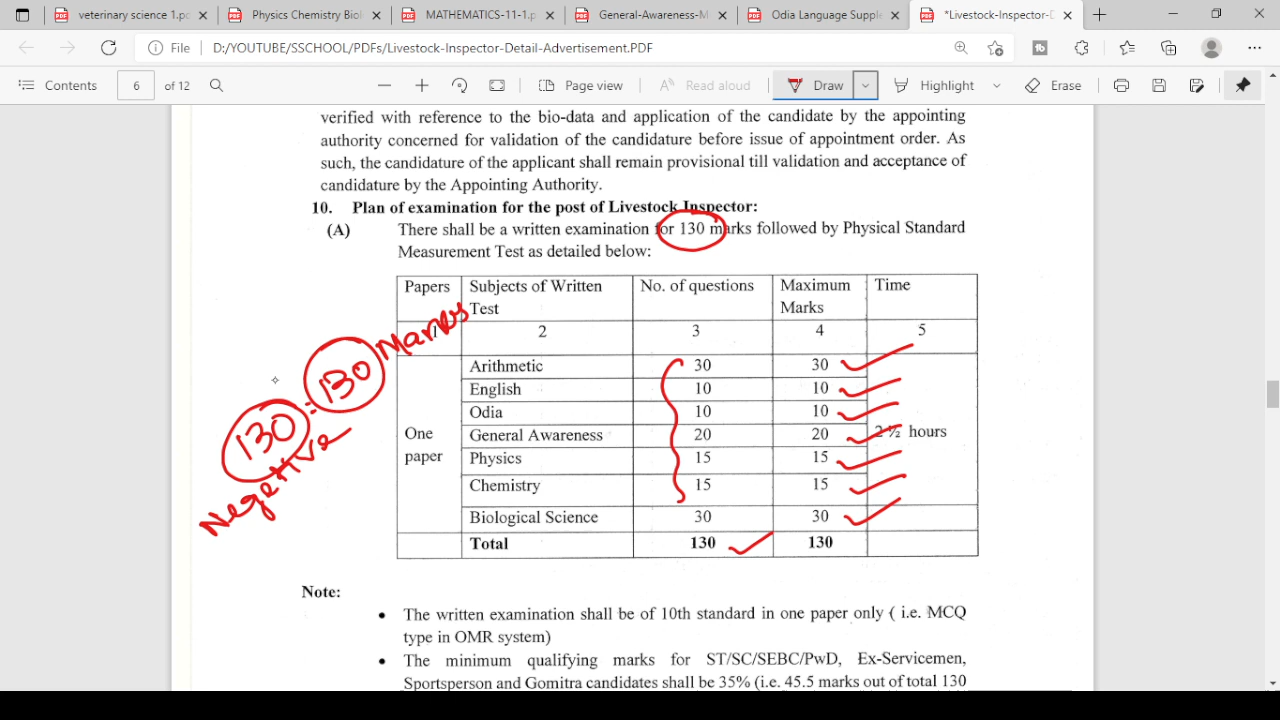 veterinary science 1.pd
Physics Chemistry Biol
MATHEMATICS-11-1.p
General-Awareness-M
Odia Language Supple
*Livestock-Inspector-D
File D:/YOUTUBE/SSCHOOL/PDFs/Livestock-Inspector-Detail-Advertisement.PDF
Contents 6 of 12 Page view Read aloud Draw Highlight Erase
verified with reference to the bio-data and application of the candidate by the appointing
authority concerned for validation of the candidature before issue of appointment order. As
such, the candidature of the applicant shall remain provisional till validation and acceptance of
candidature by the Appointing Authority.
10. Plan of examination for the post of Livestock Inspector:
(A) There shall be a written examination for 130 marks followed by Physical Standard
Measurement Test as detailed below:
Papers Subjects of Written Test No. of questions Maximum Marks Time
1 2 3 4 5
One paper
Arithmetic 30 30
English 10 10
Odia 10 10
General Awareness 20 20 2 ½ hours
Physics 15 15
Chemistry 15 15
Biological Science 30 30
Total 130 130
130 = 130 Marks
Negetive
Note:
• The written examination shall be of 10th standard in one paper only ( i.e. MCQ
type in OMR system)
• The minimum qualifying marks for ST/SC/SEBC/PwD, Ex-Servicemen,
Sportsperson and Gomitra candidates shall be 35% (i.e. 45.5 marks out of total 130